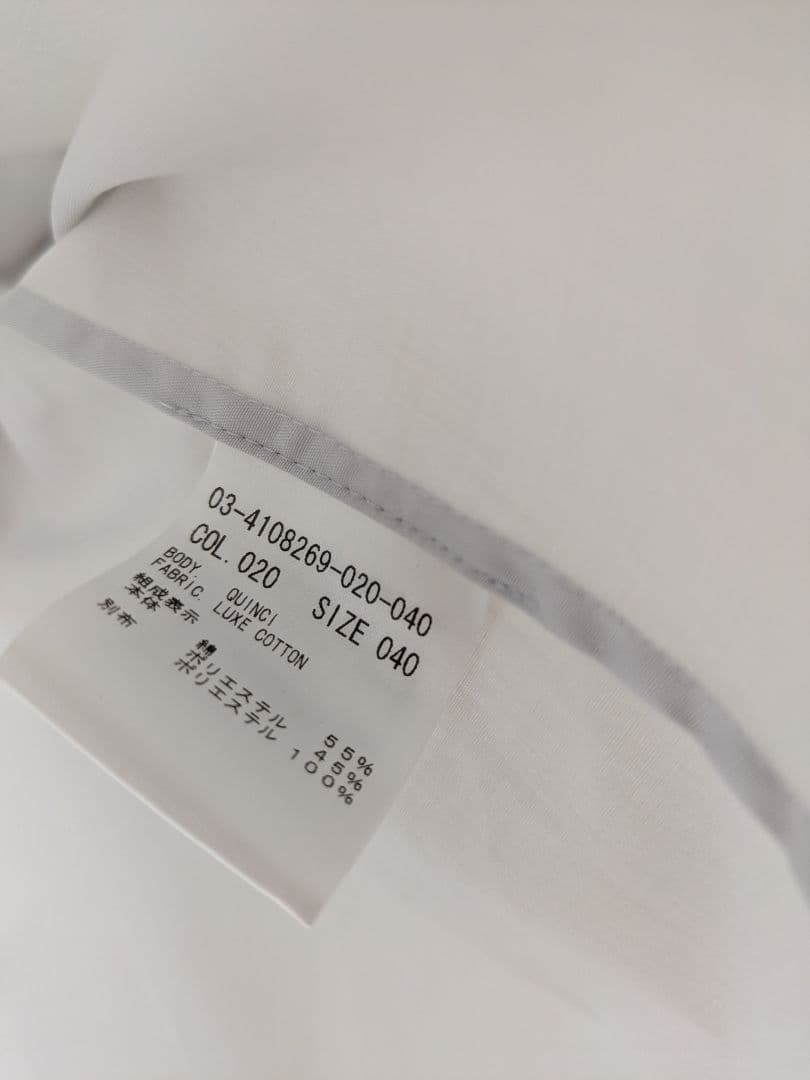 03-4108269-020-040
COL. 020 SIZE 040
BODY. QUINCI
FABRIC. LUXE COTTON
組成表示
本体 綿 55%
ポリエステル 45%
別布 ポリエステル 100%